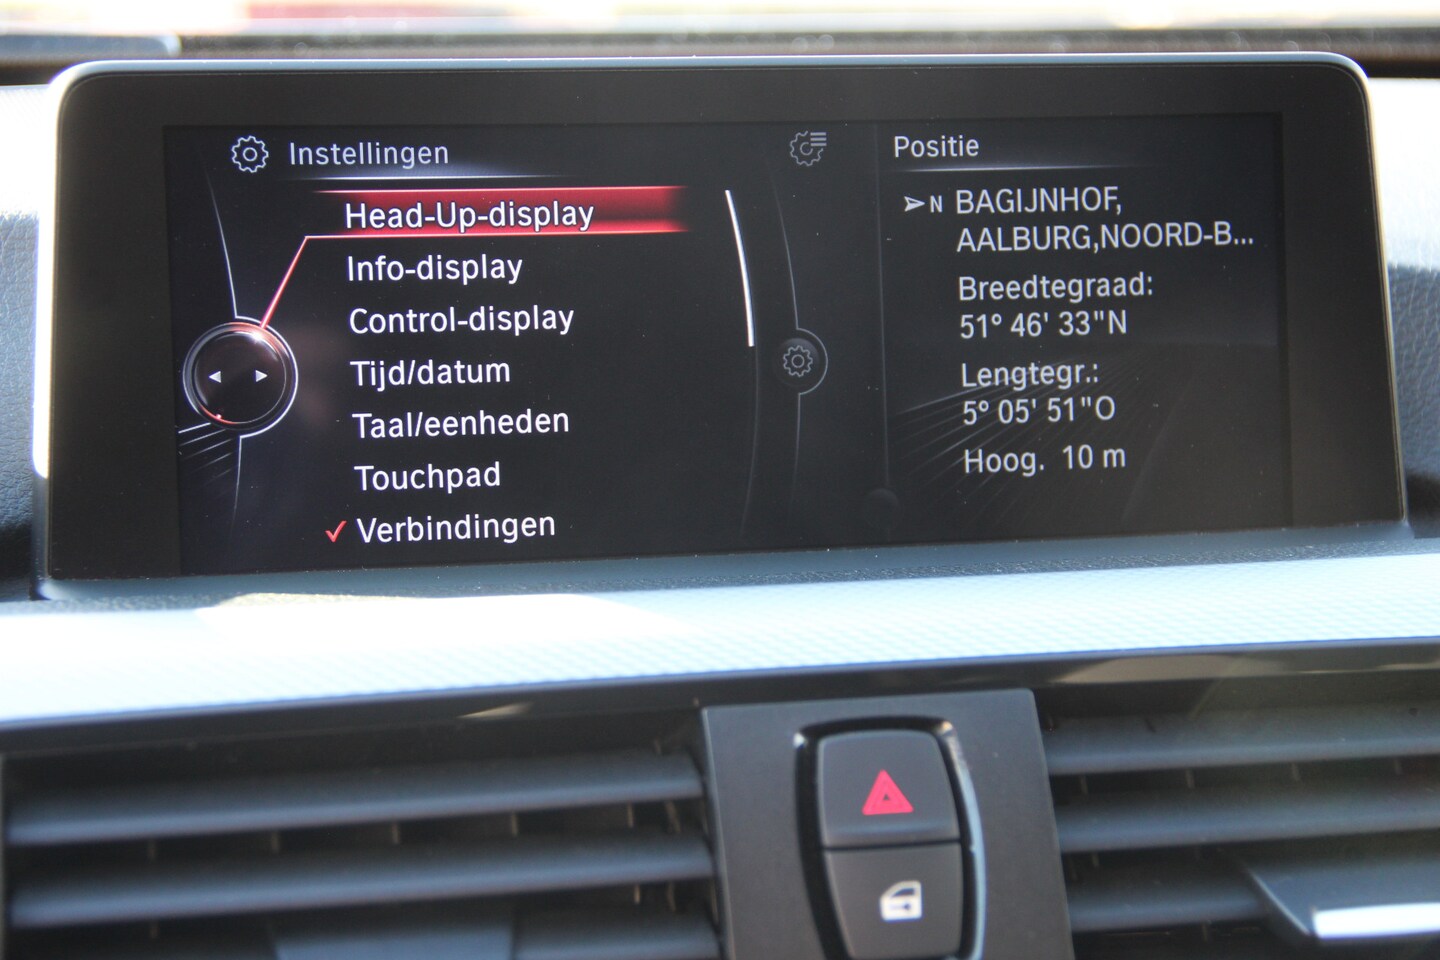 Instellingen
Head-Up-display
Info-display
Control-display
Tijd/datum
Taal/eenheden
Touchpad
Verbindingen
Positie
N BAGIJNHOF,
AALBURG,NOORD-B...
Breedtegraad:
51° 46' 33"N
Lengtegr.:
5° 05' 51"O
Hoog. 10 m